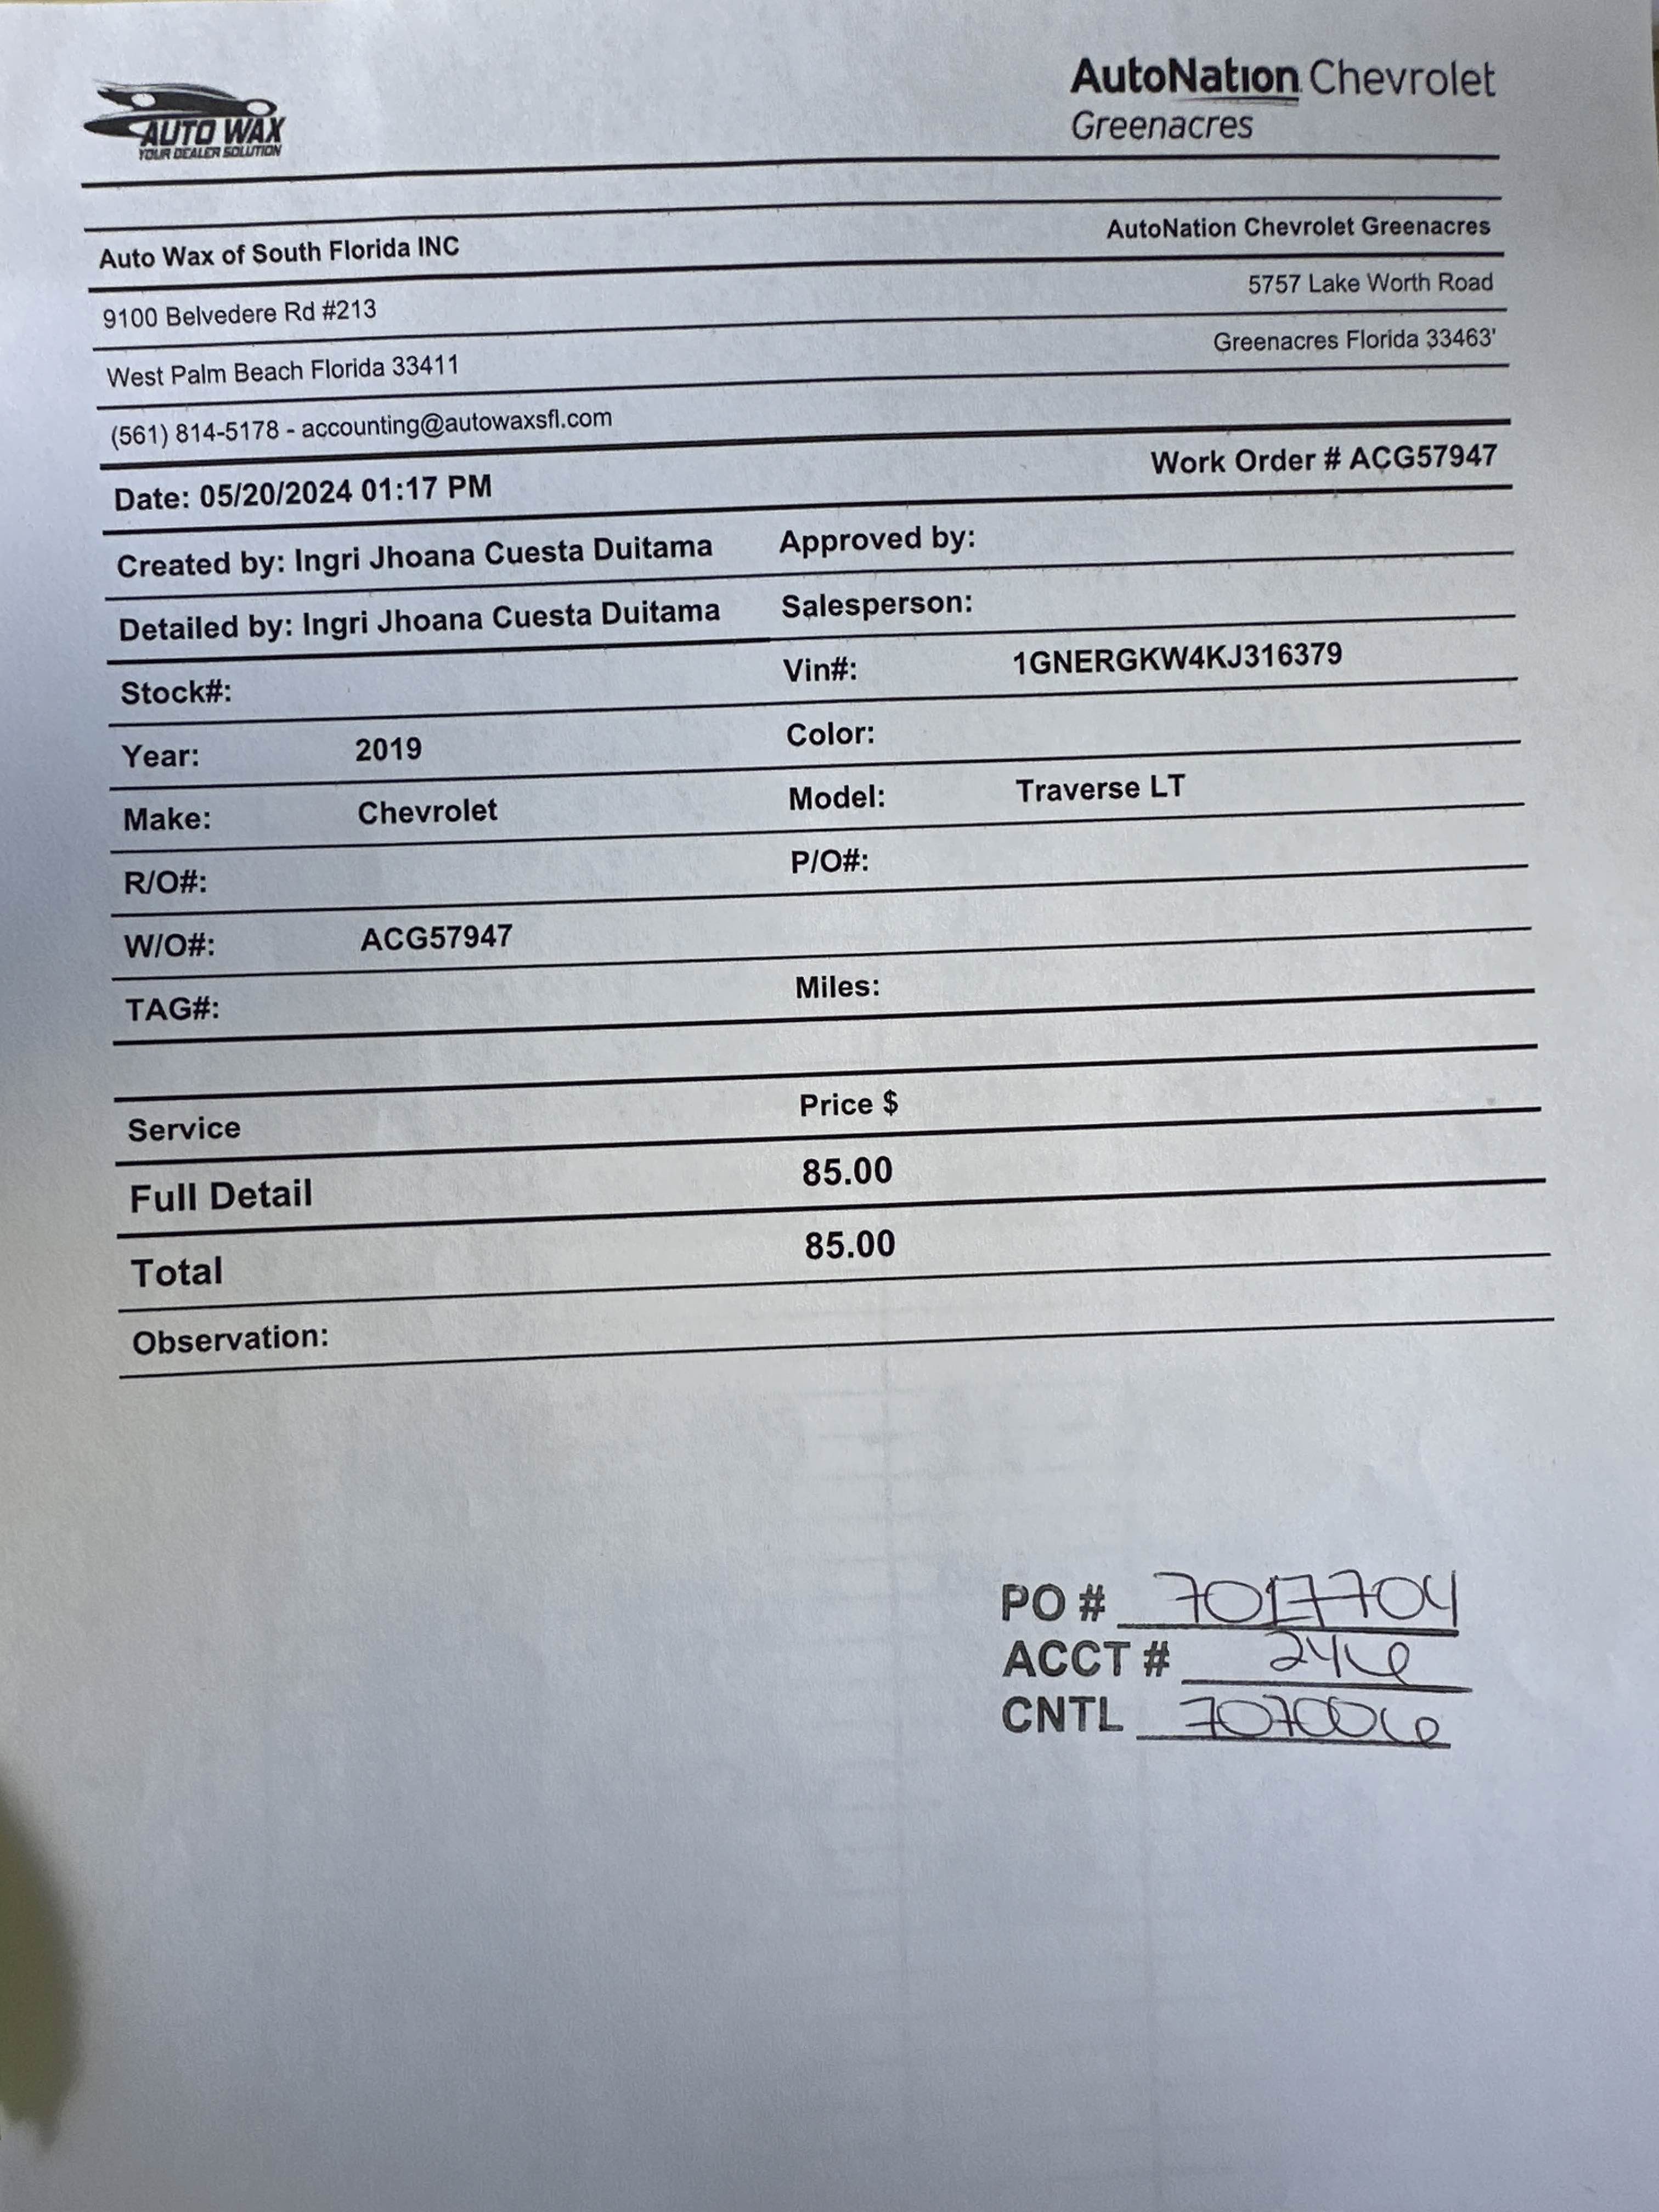 AUTO WAX
YOUR DEALER SOLUTION
AutoNation Chevrolet
Greenacres
Auto Wax of South Florida INC AutoNation Chevrolet Greenacres
9100 Belvedere Rd #213 5757 Lake Worth Road
West Palm Beach Florida 33411 Greenacres Florida 33463'
(561) 814-5178 - accounting@autowaxsfl.com
Date: 05/20/2024 01:17 PM Work Order # ACG57947
Created by: Ingri Jhoana Cuesta Duitama Approved by:
Detailed by: Ingri Jhoana Cuesta Duitama Salesperson:
Stock#: Vin#: 1GNERGKW4KJ316379
Year: 2019 Color:
Make: Chevrolet Model: Traverse LT
R/O#: P/O#:
W/O#: ACG57947
TAG#: Miles:
Service Price $
Full Detail 85.00
Total 85.00
Observation:
PO # 7017704
ACCT # 246
CNTL 707006